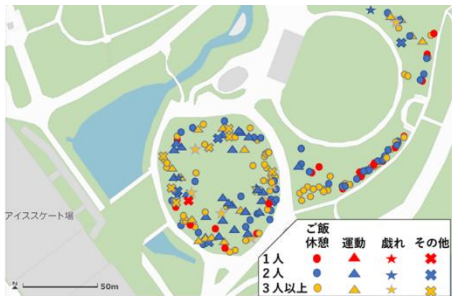 アイススケート場
N
50m
ご飯
休憩 運動 戯れ その他
1人
2人
3人以上